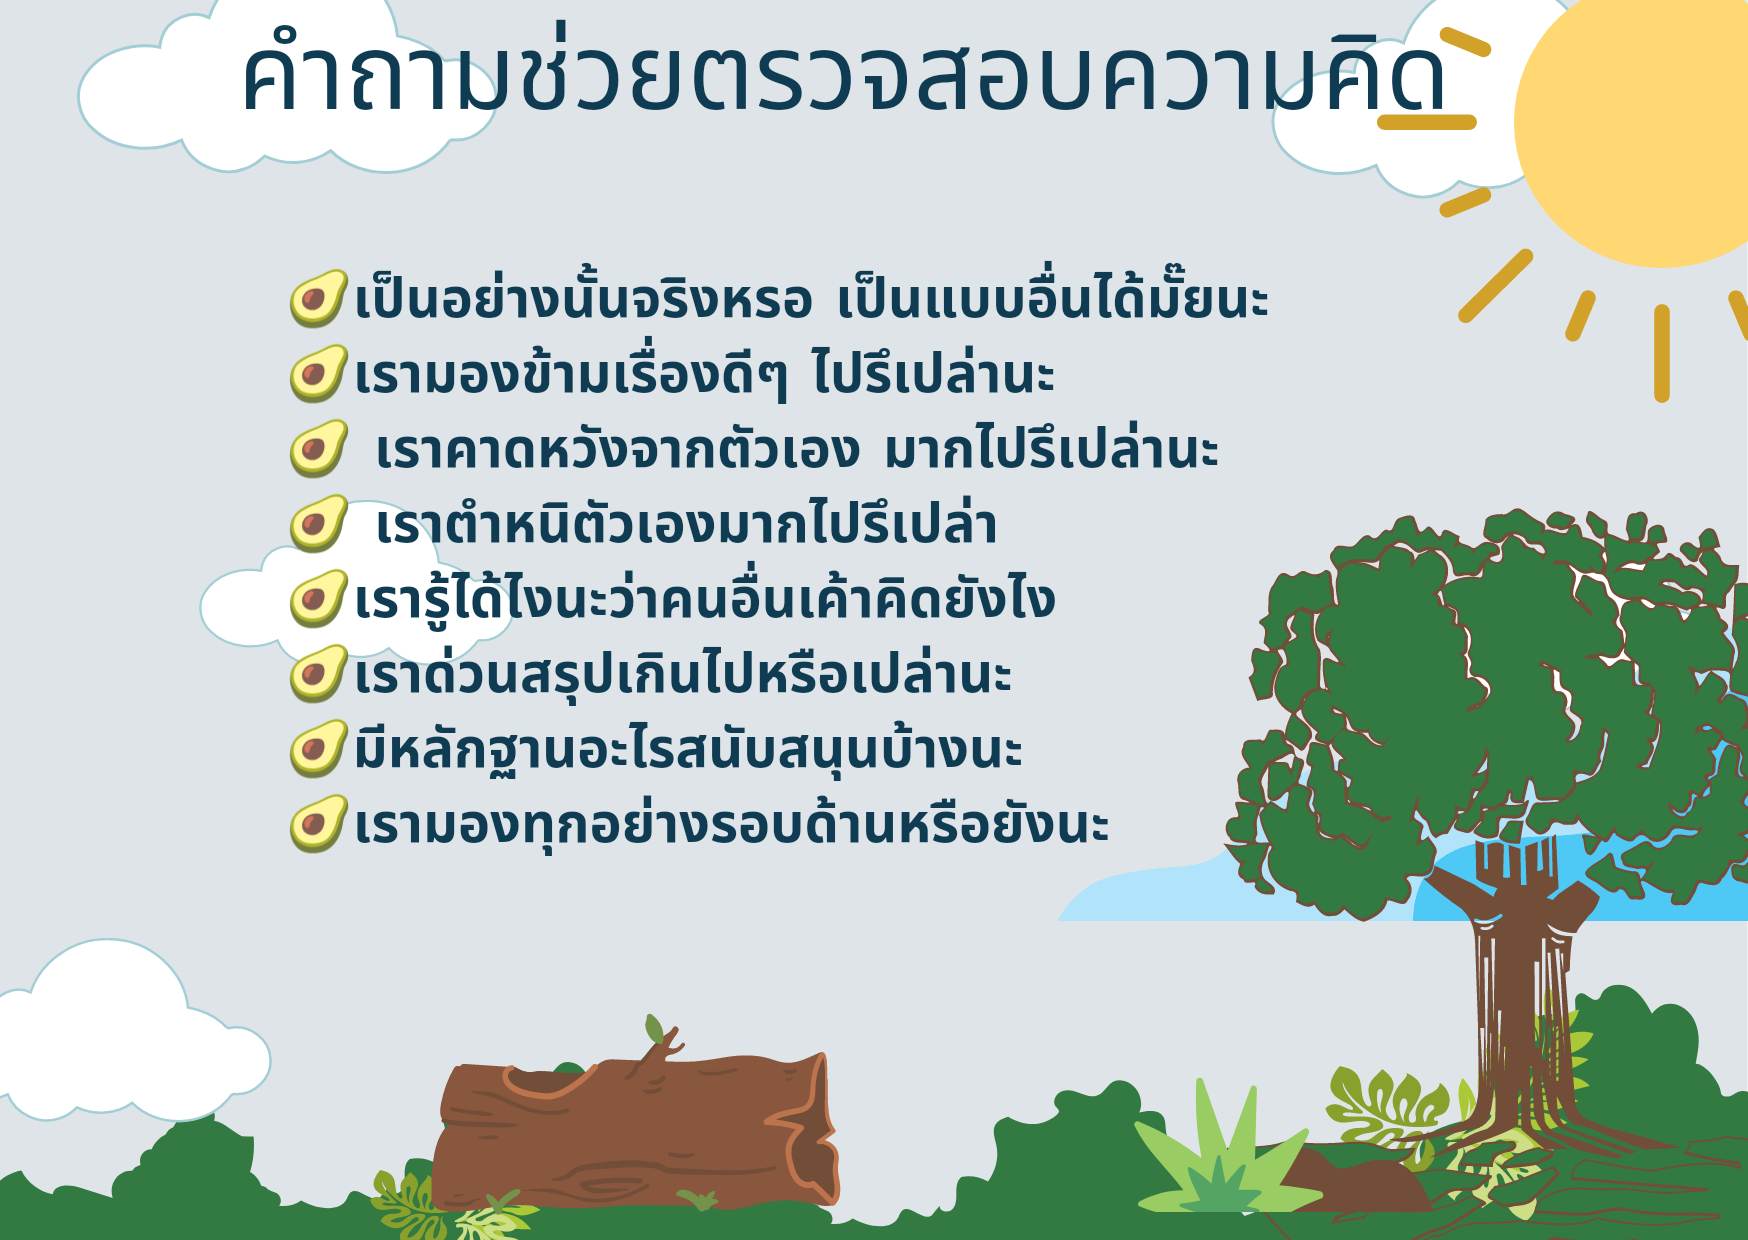 คำถามช่วยตรวจสอบความคิด
🥑เป็นอย่างนั้นจริงหรอ เป็นแบบอื่นได้มั๊ยนะ
🥑เรามองข้ามเรื่องดีๆ ไปรึเปล่านะ
🥑 เราคาดหวังจากตัวเอง มากไปรึเปล่านะ
🥑 เราตำหนิตัวเองมากไปรึเปล่า
🥑เรารู้ได้ไงนะว่าคนอื่นเค้าคิดยังไง
🥑เราด่วนสรุปเกินไปหรือเปล่านะ
🥑มีหลักฐานอะไรสนับสนุนบ้างนะ
🥑เรามองทุกอย่างรอบด้านหรือยังนะ